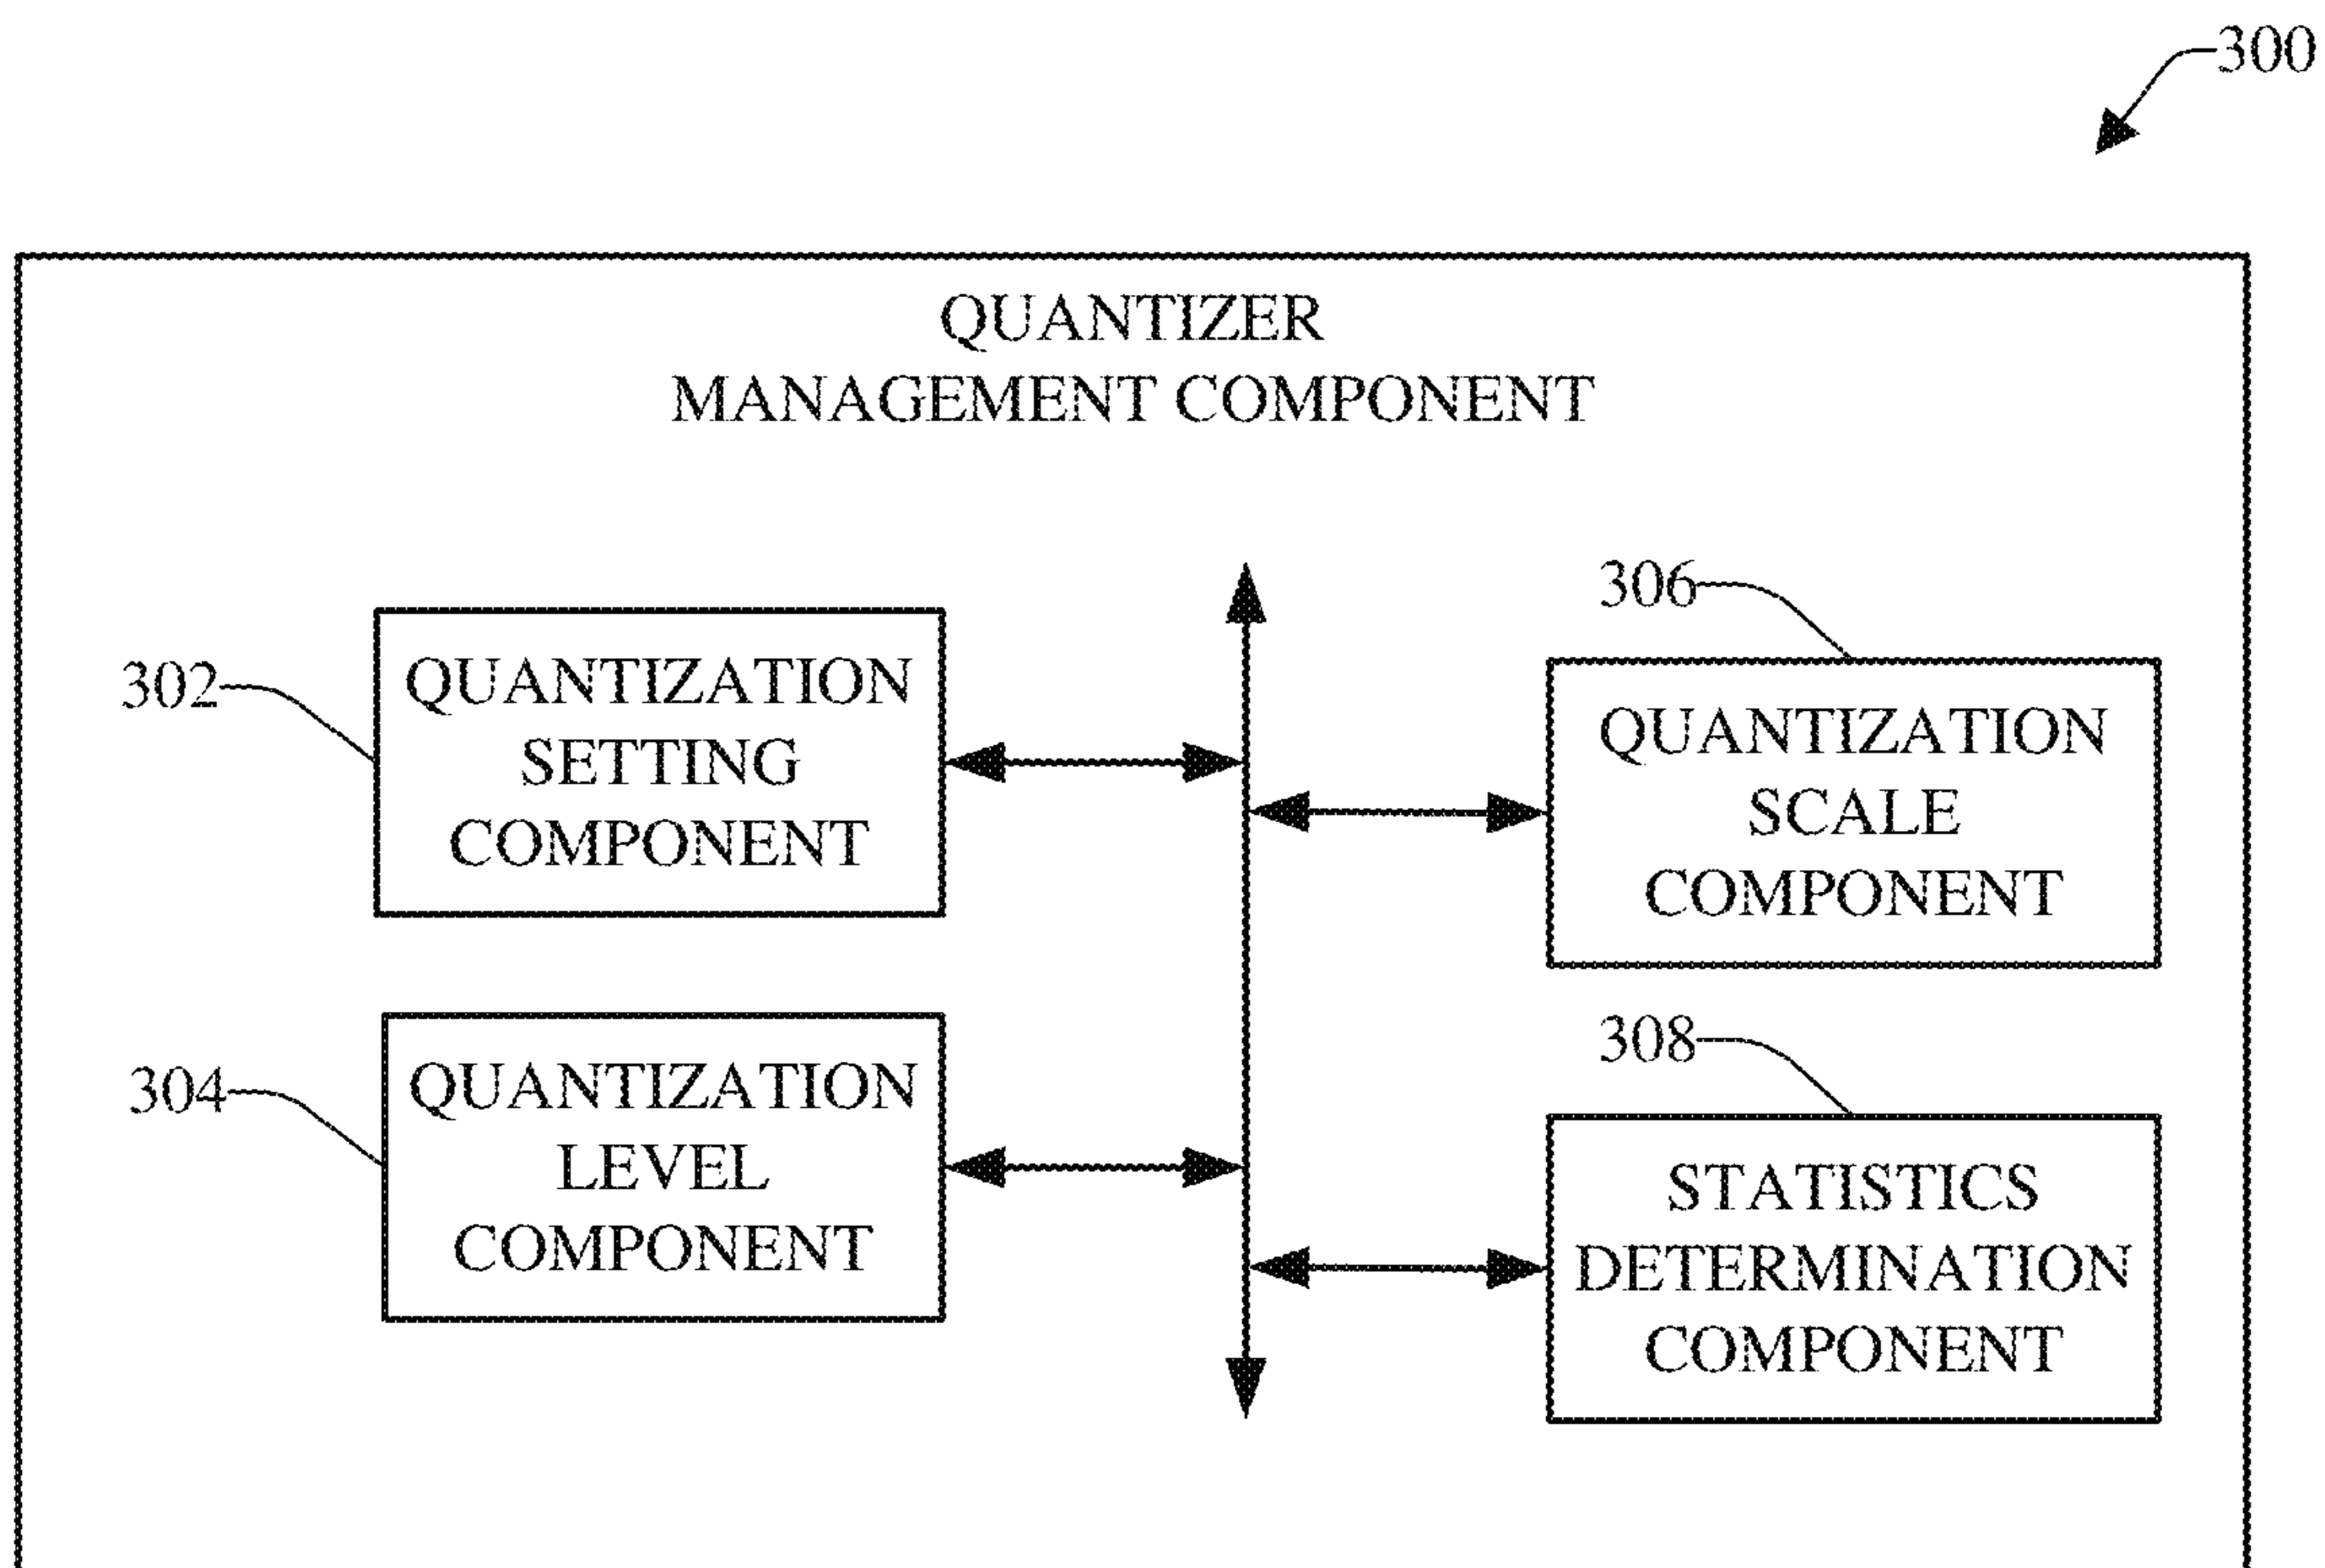 300
QUANTIZER
MANAGEMENT COMPONENT
302
QUANTIZATION
SETTING
COMPONENT
304
QUANTIZATION
LEVEL
COMPONENT
306
QUANTIZATION
SCALE
COMPONENT
308
STATISTICS
DETERMINATION
COMPONENT